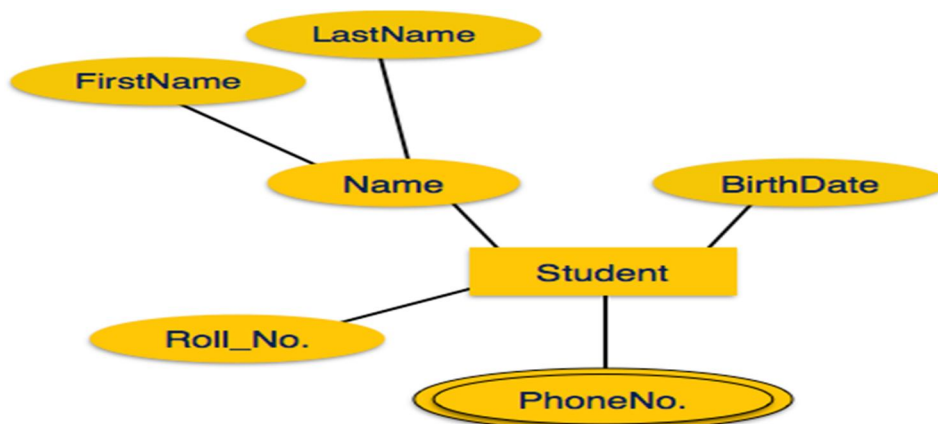 LastName
FirstName
Name
BirthDate
Student
Roll_No.
PhoneNo.